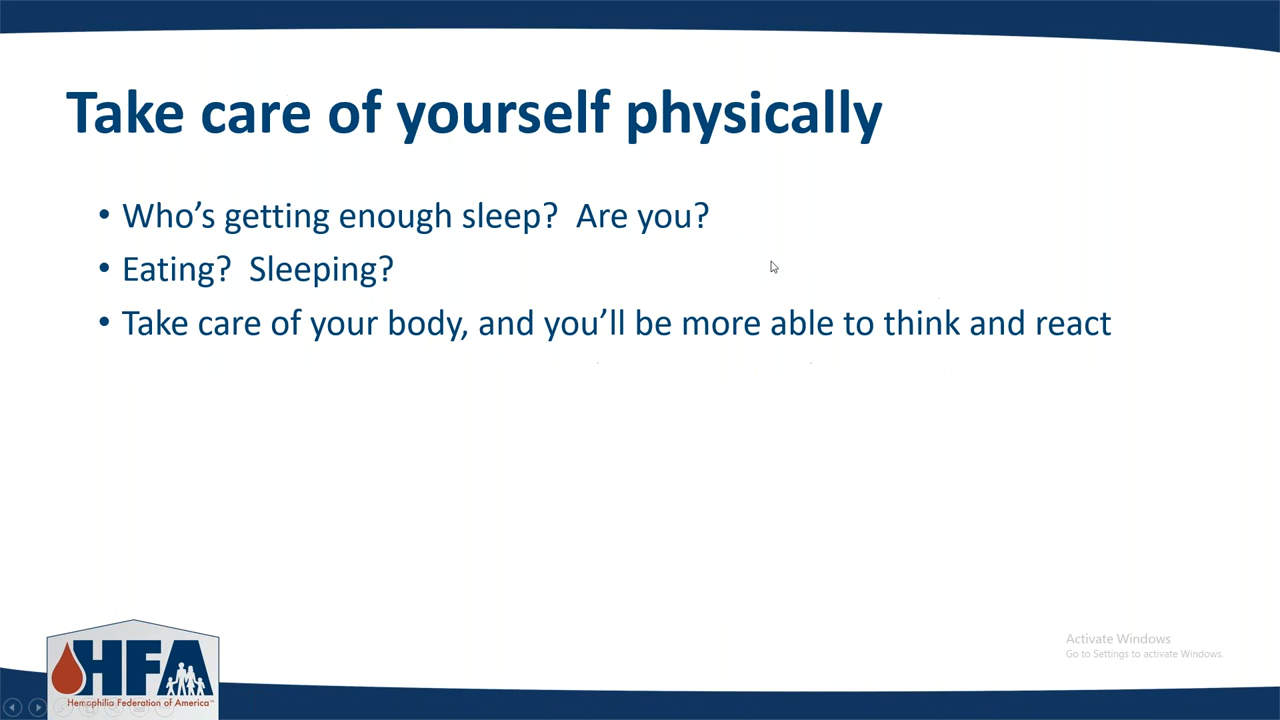 Take care of yourself physically
• Who’s getting enough sleep?  Are you?
• Eating?  Sleeping?
• Take care of your body, and you’ll be more able to think and react
Activate Windows
Go to Settings to activate Windows.
HFA
Hemophilia Federation of America™